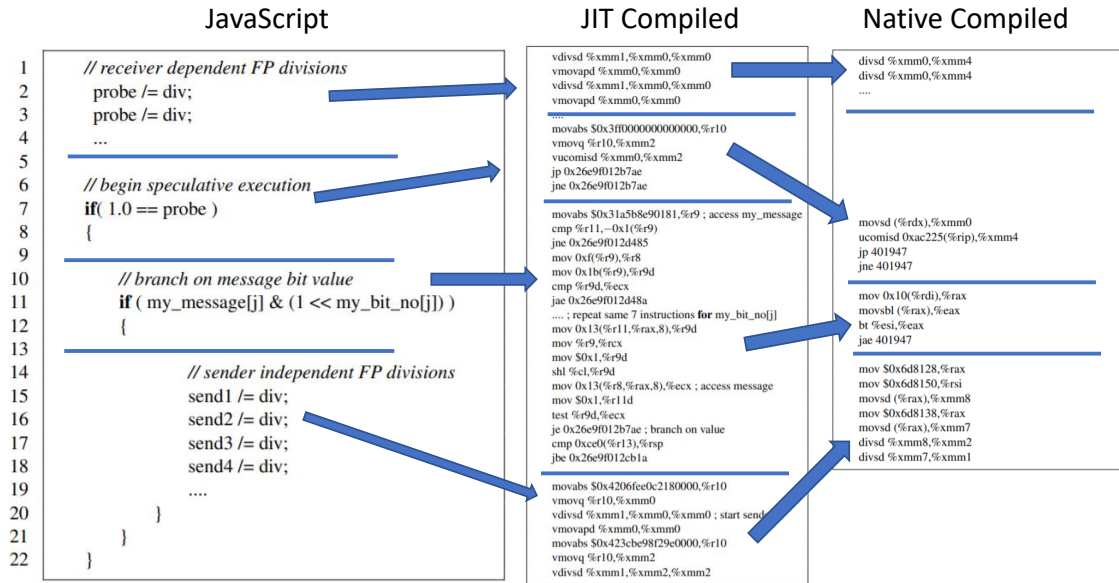 JavaScript
JIT Compiled
Native Compiled
1
2 // receiver dependent FP divisions
3 probe /= div;
4 probe /= div;
5 ...
6 // begin speculative execution
7 if( 1.0 == probe )
8 {
9
10 // branch on message bit value
11 if ( my_message[j] & (1 << my_bit_no[j]) )
12 {
13
14 // sender independent FP divisions
15 send1 /= div;
16 send2 /= div;
17 send3 /= div;
18 send4 /= div;
19 ....
20 }
21 }
22 }
vdivsd %xmm1,%xmm0,%xmm0
vmovapd %xmm0,%xmm0
vdivsd %xmm1,%xmm0,%xmm0
vmovapd %xmm0,%xmm0
....
movabs $0x3ff0000000000000,%r10
vmovq %r10,%xmm2
vucomisd %xmm0,%xmm2
jp 0x26e9f012b7ae
jne 0x26e9f012b7ae
movabs $0x31a5b8e90181,%r9 ; access my_message
cmp %r11,−0x1(%r9)
jne 0x26e9f012d485
mov 0xf(%r9),%r8
mov 0x1b(%r9),%r9d
cmp %r9d,%ecx
jae 0x26e9f012d48a
.... ; repeat same 7 instructions for my_bit_no[j]
mov 0x13(%r11,%rax,8),%r9d
mov %r9,%rcx
mov $0x1,%r9d
shl %cl,%r9d
mov 0x13(%r8,%rax,8),%ecx ; access message
mov $0x1,%r11d
test %r9d,%ecx
je 0x26e9f012b7ae ; branch on value
cmp 0xce0(%r13),%rsp
jbe 0x26e9f012cb1a
movabs $0x4206fee0c2180000,%r10
vmovq %r10,%xmm0
vdivsd %xmm1,%xmm0,%xmm0 ; start
vmovapd %xmm0,%xmm0
movabs $0x423cbe98f29e0000,%r10
vmovq %r10,%xmm2
vdivsd %xmm1,%xmm2,%xmm2
divsd %xmm0,%xmm4
divsd %xmm0,%xmm4
....
movsd (%rdx),%xmm0
ucomisd 0xac225(%rip),%xmm4
jp 401947
jne 401947
mov 0x10(%rdi),%rax
movsbl (%rax),%eax
bt %esi,%eax
jae 401947
mov $0x6d8128,%rax
mov $0x6d8150,%rsi
movsd (%rax),%xmm8
mov $0x6d8138,%rax
movsd (%rax),%xmm7
divsd %xmm8,%xmm2
divsd %xmm7,%xmm1